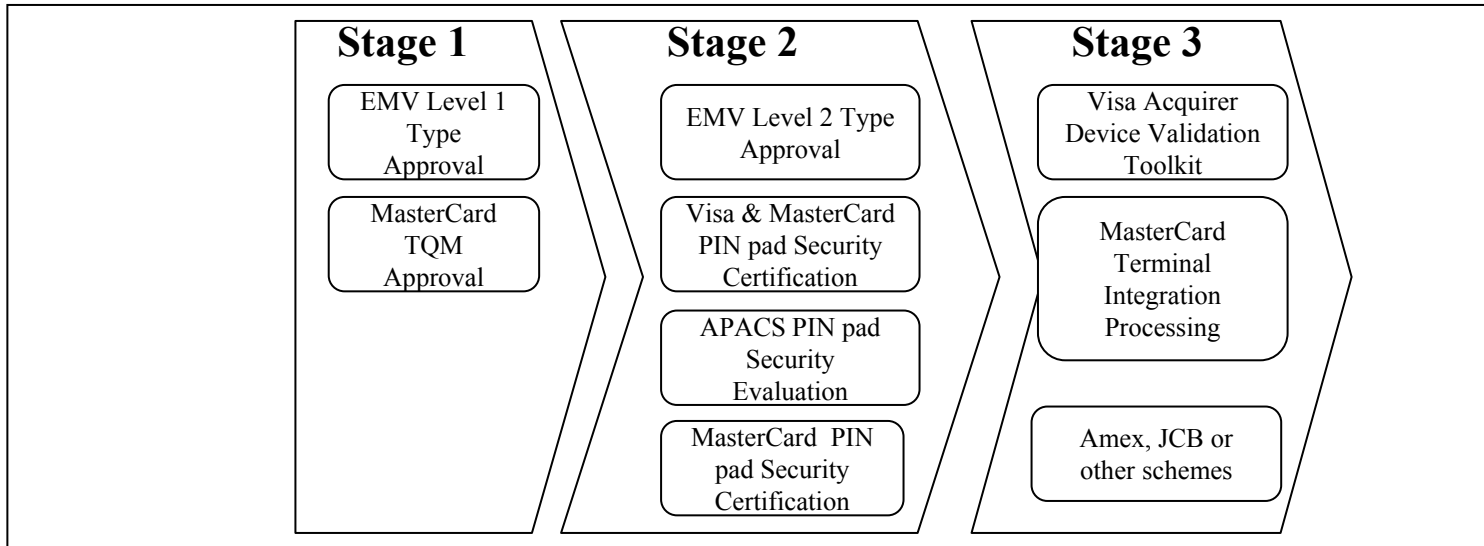 Stage 1
EMV Level 1
Type
Approval
MasterCard
TQM
Approval
Stage 2
EMV Level 2 Type
Approval
Visa & MasterCard
PIN pad Security
Certification
APACS PIN pad
Security
Evaluation
MasterCard  PIN
pad Security
Certification
Stage 3
Visa Acquirer
Device Validation
Toolkit
MasterCard
Terminal
Integration
Processing
Amex, JCB or
other schemes